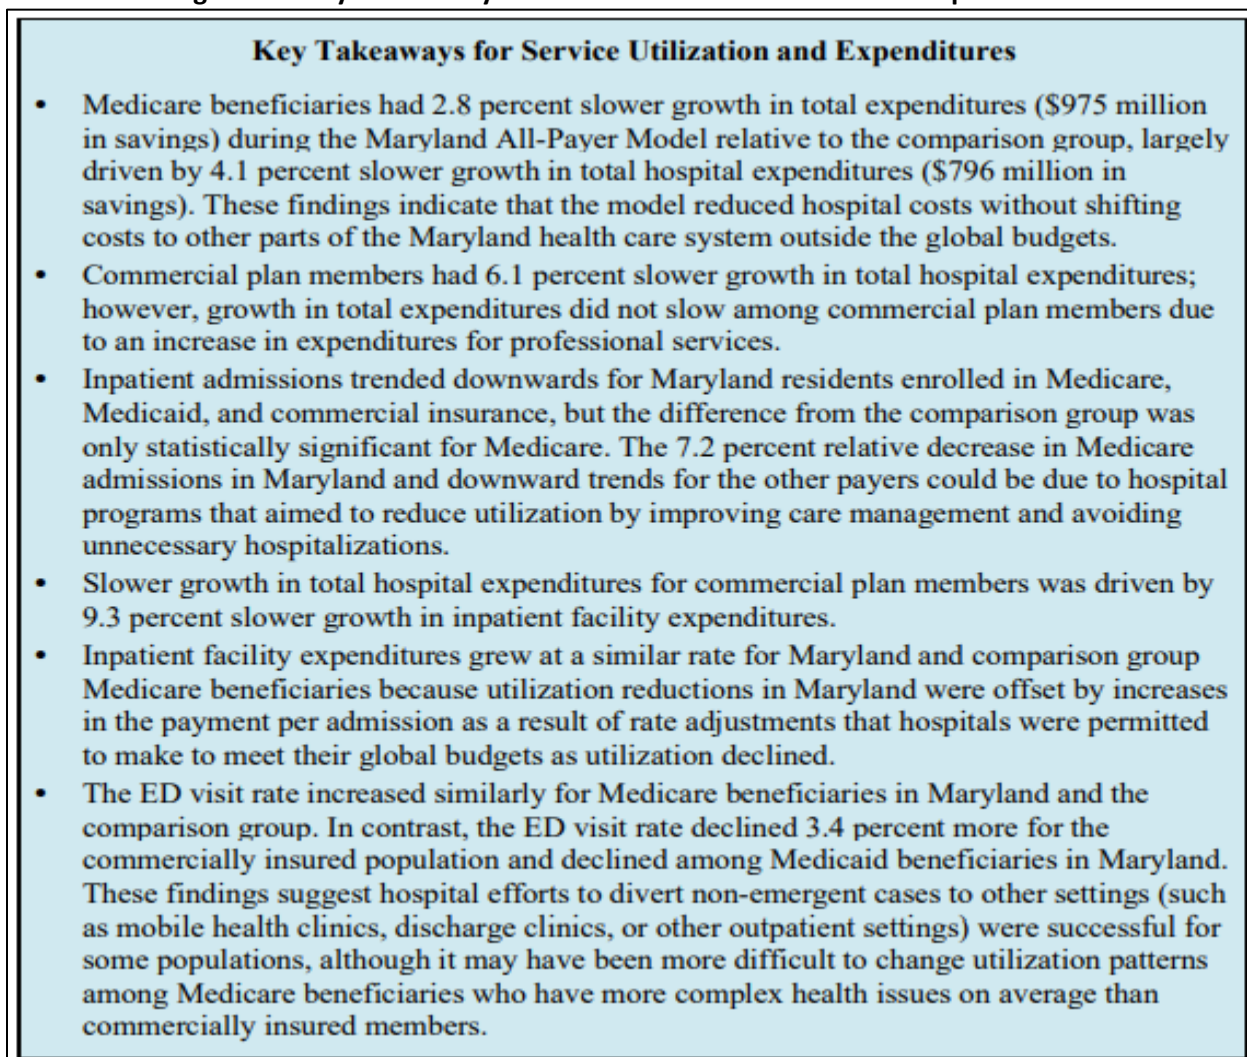 Key Takeaways for Service Utilization and Expenditures
• Medicare beneficiaries had 2.8 percent slower growth in total expenditures ($975 million
in savings) during the Maryland All-Payer Model relative to the comparison group, largely
driven by 4.1 percent slower growth in total hospital expenditures ($796 million in
savings). These findings indicate that the model reduced hospital costs without shifting
costs to other parts of the Maryland health care system outside the global budgets.
• Commercial plan members had 6.1 percent slower growth in total hospital expenditures;
however, growth in total expenditures did not slow among commercial plan members due
to an increase in expenditures for professional services.
• Inpatient admissions trended downwards for Maryland residents enrolled in Medicare,
Medicaid, and commercial insurance, but the difference from the comparison group was
only statistically significant for Medicare. The 7.2 percent relative decrease in Medicare
admissions in Maryland and downward trends for the other payers could be due to hospital
programs that aimed to reduce utilization by improving care management and avoiding
unnecessary hospitalizations.
• Slower growth in total hospital expenditures for commercial plan members was driven by
9.3 percent slower growth in inpatient facility expenditures.
• Inpatient facility expenditures grew at a similar rate for Maryland and comparison group
Medicare beneficiaries because utilization reductions in Maryland were offset by increases
in the payment per admission as a result of rate adjustments that hospitals were permitted
to make to meet their global budgets as utilization declined.
• The ED visit rate increased similarly for Medicare beneficiaries in Maryland and the
comparison group. In contrast, the ED visit rate declined 3.4 percent more for the
commercially insured population and declined among Medicaid beneficiaries in Maryland.
These findings suggest hospital efforts to divert non-emergent cases to other settings (such
as mobile health clinics, discharge clinics, or other outpatient settings) were successful for
some populations, although it may have been more difficult to change utilization patterns
among Medicare beneficiaries who have more complex health issues on average than
commercially insured members.